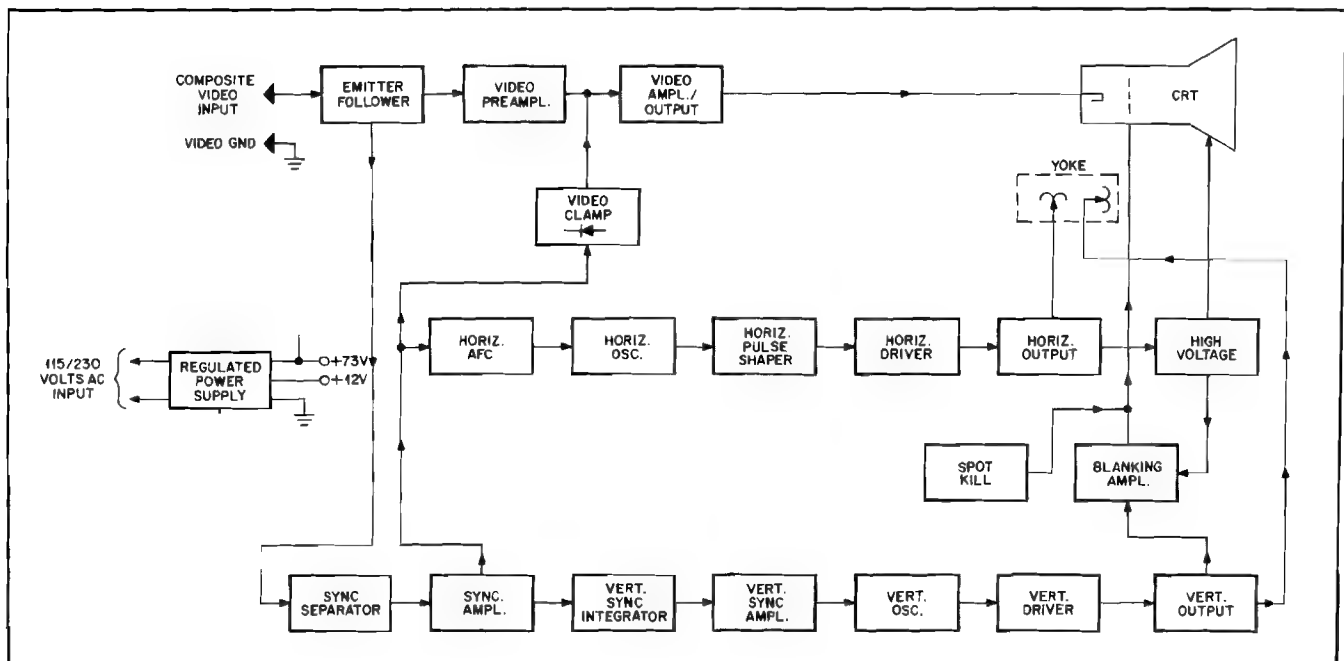 COMPOSITE
VIDEO
INPUT
VIDEO GND
EMITTER
FOLLOWER
VIDEO
PREAMPL.
VIDEO
AMPL./
OUTPUT
CRT
YOKE
VIDEO
CLAMP
115/230
VOLTS AC
INPUT
REGULATED
POWER
SUPPLY
+73V
+12V
HORIZ.
AFC
HORIZ.
OSC.
HORIZ.
PULSE
SHAPER
HORIZ.
DRIVER
HORIZ.
OUTPUT
HIGH
VOLTAGE
SPOT
KILL
BLANKING
AMPL.
SYNC
SEPARATOR
SYNC.
AMPL.
VERT.
SYNC
INTEGRATOR
VERT.
SYNC
AMPL.
VERT.
OSC.
VERT.
DRIVER
VERT.
OUTPUT